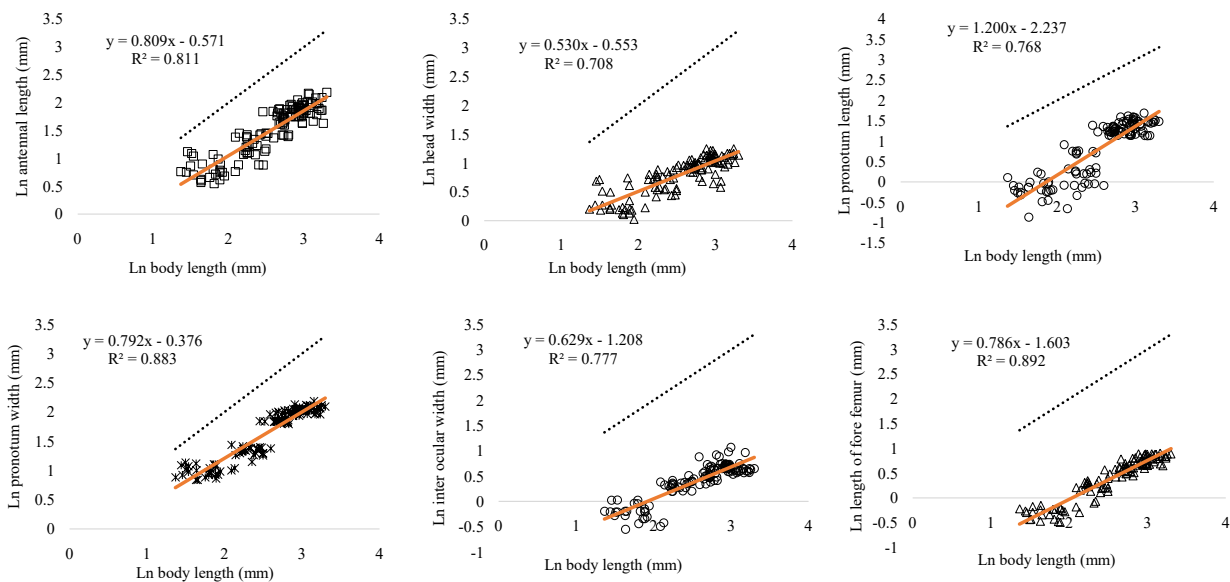 y = 0.809x - 0.571
R² = 0.811
Ln antennal length (mm)
3.5
3
2.5
2
1.5
1
0.5
0
0 1 2 3 4
Ln body length (mm)
y = 0.530x - 0.553
R² = 0.708
Ln head width (mm)
3.5
3
2.5
2
1.5
1
0.5
0
0 1 2 3 4
Ln body length (mm)
y = 1.200x - 2.237
R² = 0.768
Ln pronotum length (mm)
4
3.5
3
2.5
2
1.5
1
0.5
0
-0.5
-1
-1.5
0 1 2 3 4
Ln body length (mm)
y = 0.792x - 0.376
R² = 0.883
Ln pronotum width (mm)
3.5
3
2.5
2
1.5
1
0.5
0
0 1 2 3 4
Ln body length (mm)
y = 0.629x - 1.208
R² = 0.777
Ln inter ocular width (mm)
3.5
3
2.5
2
1.5
1
0.5
0
-0.5
-1
0 1 2 3 4
Ln body length (mm)
y = 0.786x - 1.603
R² = 0.892
Ln length of fore femur (mm)
3.5
3
2.5
2
1.5
1
0.5
0
-0.5
-1
0 1 2 3 4
Ln body length (mm)